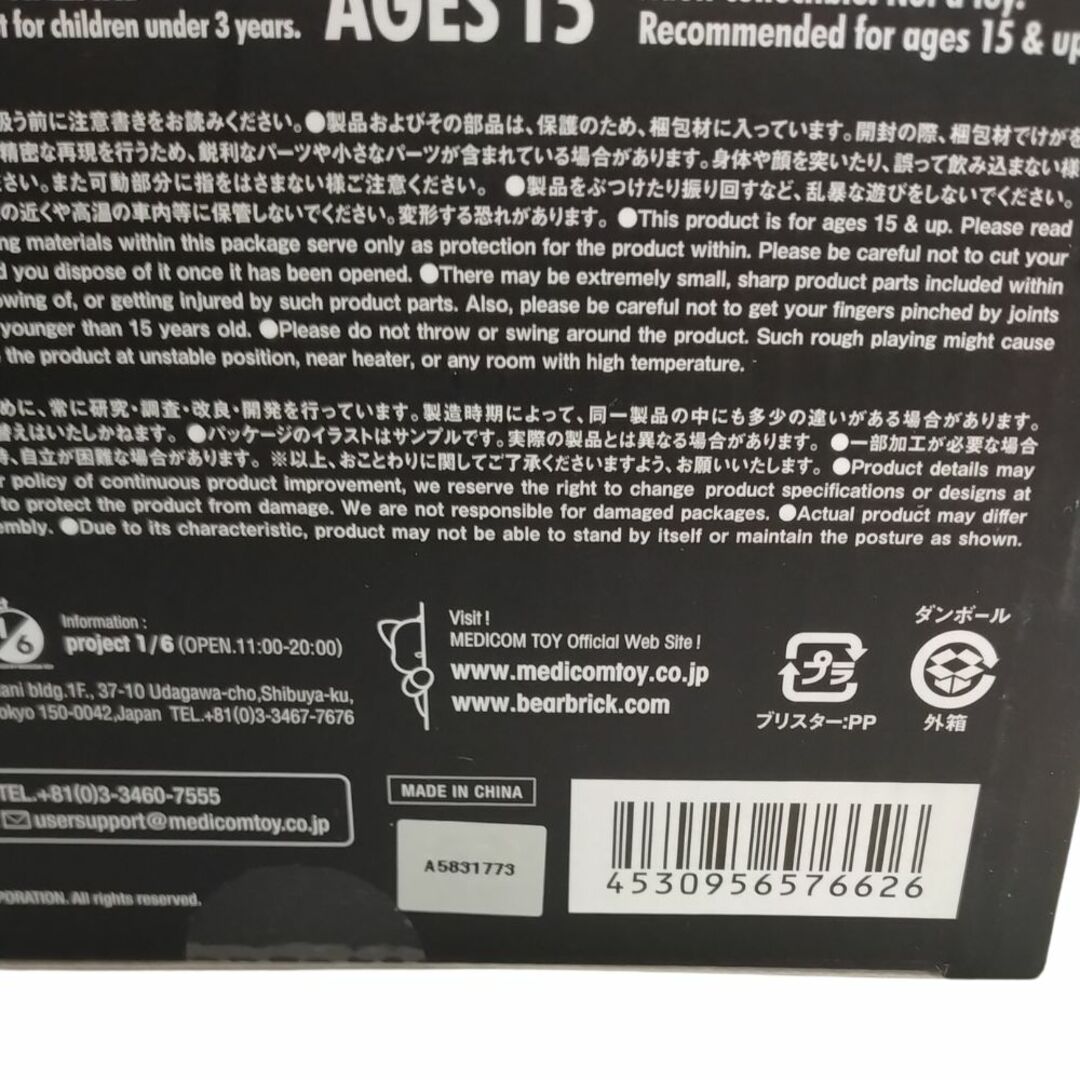 t for children under 3 years.
AGES 15
Not a toy.
Recommended for ages 15 & up
扱う前に注意書きをお読みください。●製品およびその部品は、保護のため、梱包材に入っています。開封の際、梱包材でけがを
精密な再現を行うため、鋭利なパーツや小さなパーツが含まれている場合があります。身体や顔を突いたり、誤って飲み込まない様
さい。また可動部分に指をはさまない様ご注意ください。 ●製品をぶつけたり振り回すなど、乱暴な遊びをしないでください。
の近くや高温の車内等に保管しないでください。変形する恐れがあります。●This product is for ages 15 & up. Please read
ng materials within this package serve only as protection for the product within. Please be careful not to cut your
d you dispose of it once it has been opened. ●There may be extremely small, sharp product parts included within
owing of, or getting injured by such product parts. Also, please be careful not to get your fingers pinched by joints
younger than 15 years old. ●Please do not throw or swing around the product. Such rough playing might cause
the product at unstable position, near heater, or any room with high temperature.
めに、常に研究・調査・改良・開発を行っています。製造時期によって、同一製品の中にも多少の違いがある場合があります。
替えはいたしかねます。●パッケージのイラストはサンプルです。実際の製品とは異なる場合があります。●一部加工が必要な場合
、自立が困難な場合があります。※以上、おことわりに関してご了承くださいますよう、お願いいたします。●Product details may
r policy of continuous product improvement, we reserve the right to change product specifications or designs at
to protect the product from damage. We are not responsible for damaged packages. ●Actual product may differ
embly. ●Due to its characteristic, product may not be able to stand by itself or maintain the posture as shown.
1/6
Information :
project 1/6 (OPEN.11:00-20:00)
ani bldg.1F., 37-10 Udagawa-cho,Shibuya-ku,
okyo 150-0042,Japan TEL.+81(0)3-3467-7676
Visit !
MEDICOM TOY Official Web Site !
www.medicomtoy.co.jp
www.bearbrick.com
プラ
ブリスター:PP
ダンボール
外箱
TEL.+81(0)3-3460-7555
usersupport@medicomtoy.co.jp
PORATION. All rights reserved.
MADE IN CHINA
A5831773
4530956576626